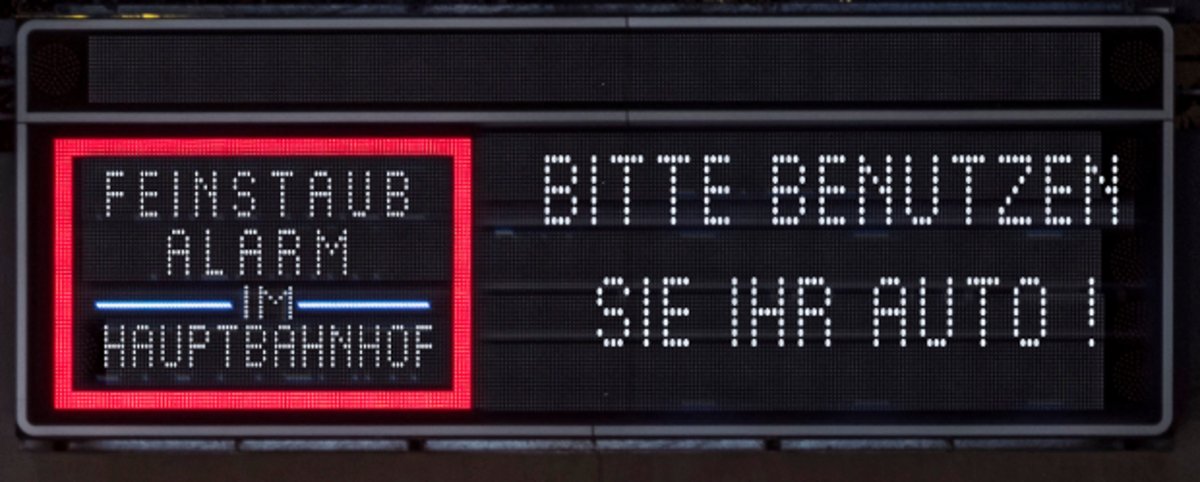 FEINSTAUB
ALARM
IM
HAUPTBAHNHOF
BITTE BENUTZEN
SIE IHR AUTO !